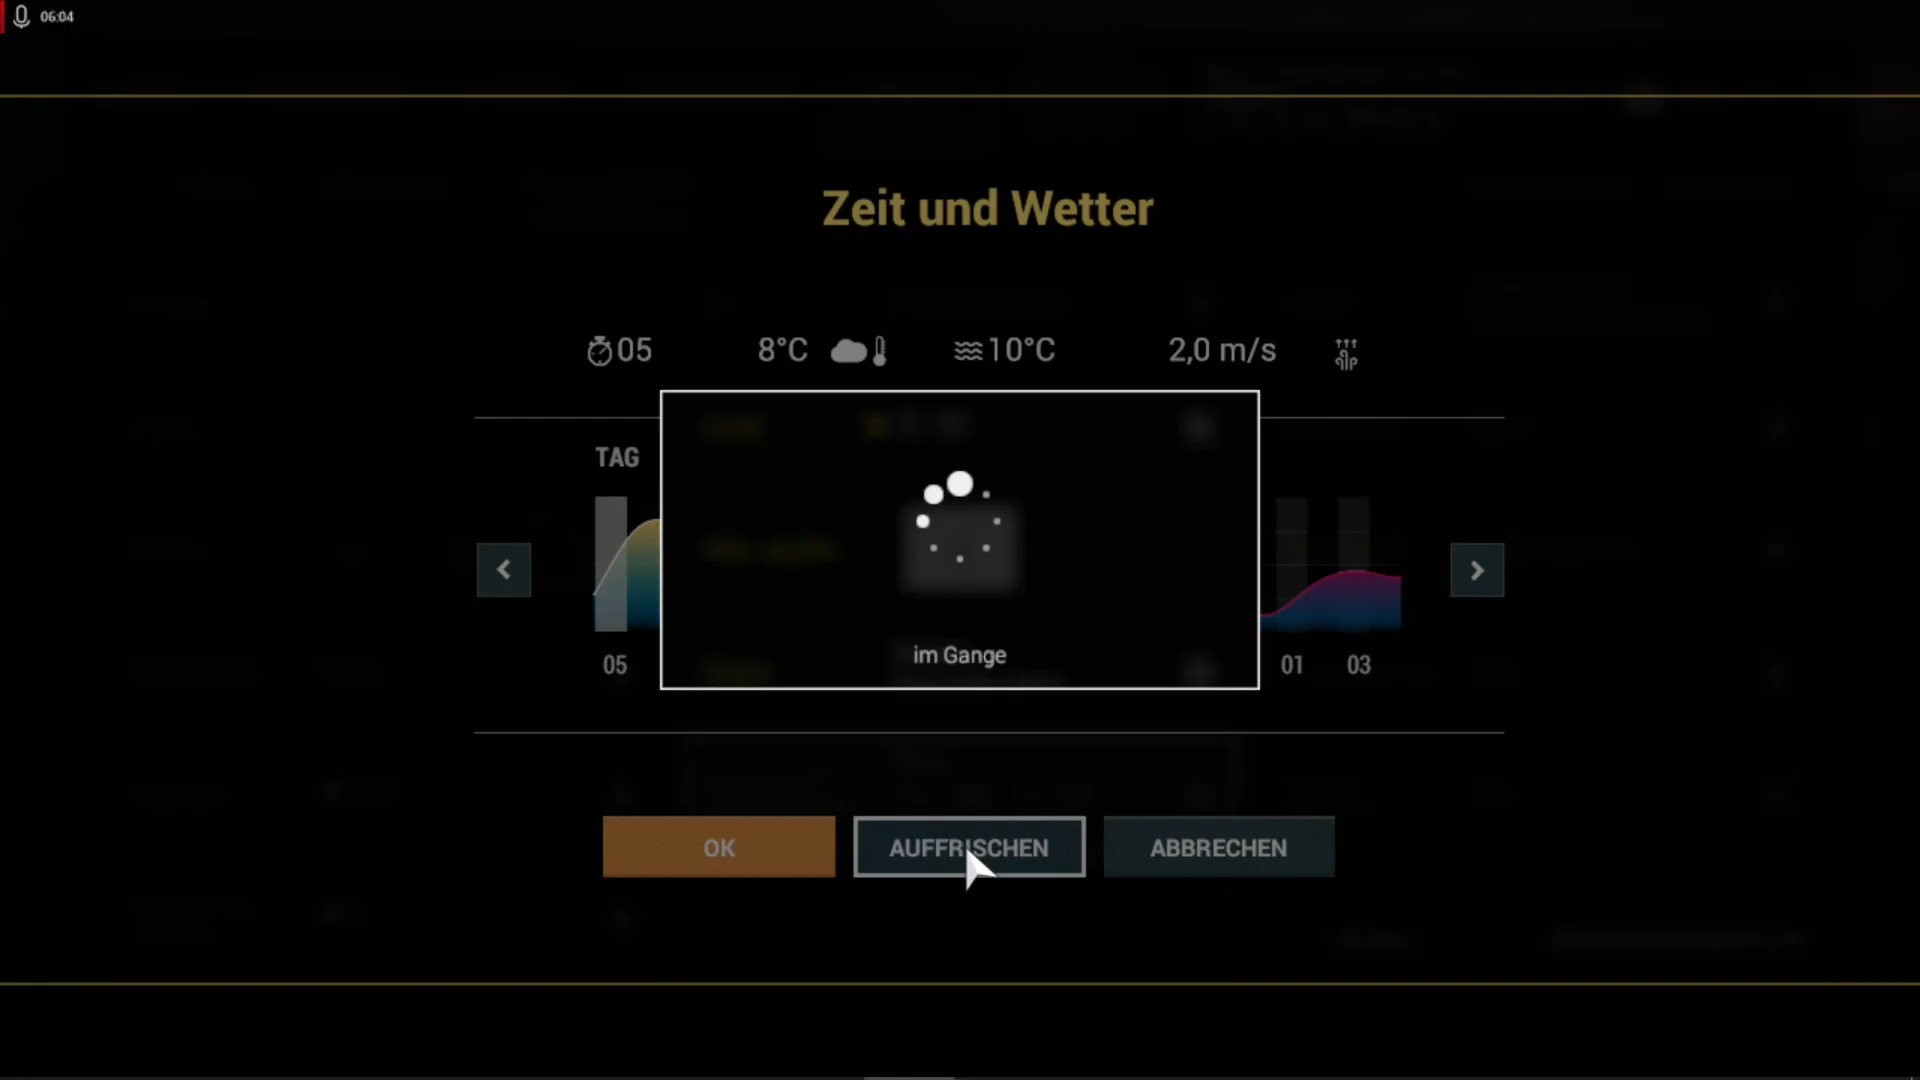 06:04
Zeit und Wetter
05
8°C
10°C
2,0 m/s
TAG
05
01
03
im Gange
OK
AUFFRISCHEN
ABBRECHEN